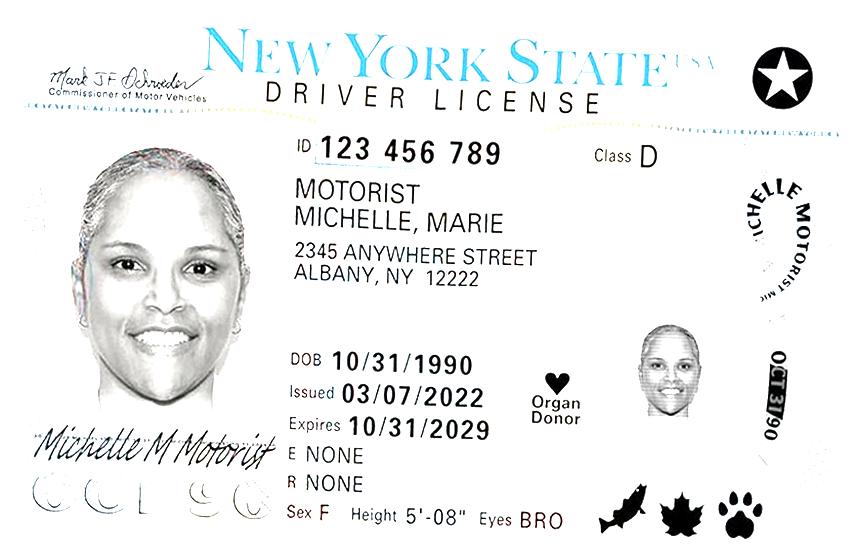 NEW YORK STATE USA
Mark JF Schroeder
Commissioner of Motor Vehicles
DRIVER LICENSE
ID 123 456 789
Class D
MOTORIST
MICHELLE, MARIE
2345 ANYWHERE STREET
ALBANY, NY 12222
MICHELLE MOTORIST MIC
DOB 10/31/1990
Issued 03/07/2022
Expires 10/31/2029
E NONE
R NONE
Sex F Height 5'-08" Eyes BRO
Organ
Donor
OCT 31/90
Michelle M Motorist